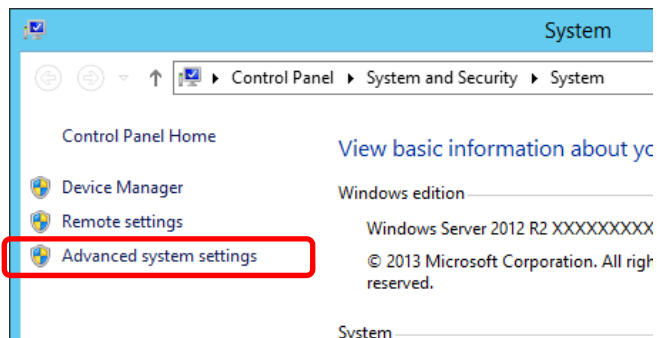 System
Control Panel ▸ System and Security ▸ System
Control Panel Home
View basic information about yo
Device Manager
Windows edition
Remote settings
Windows Server 2012 R2 XXXXXXXXX
Advanced system settings
© 2013 Microsoft Corporation. All righ
reserved.
System